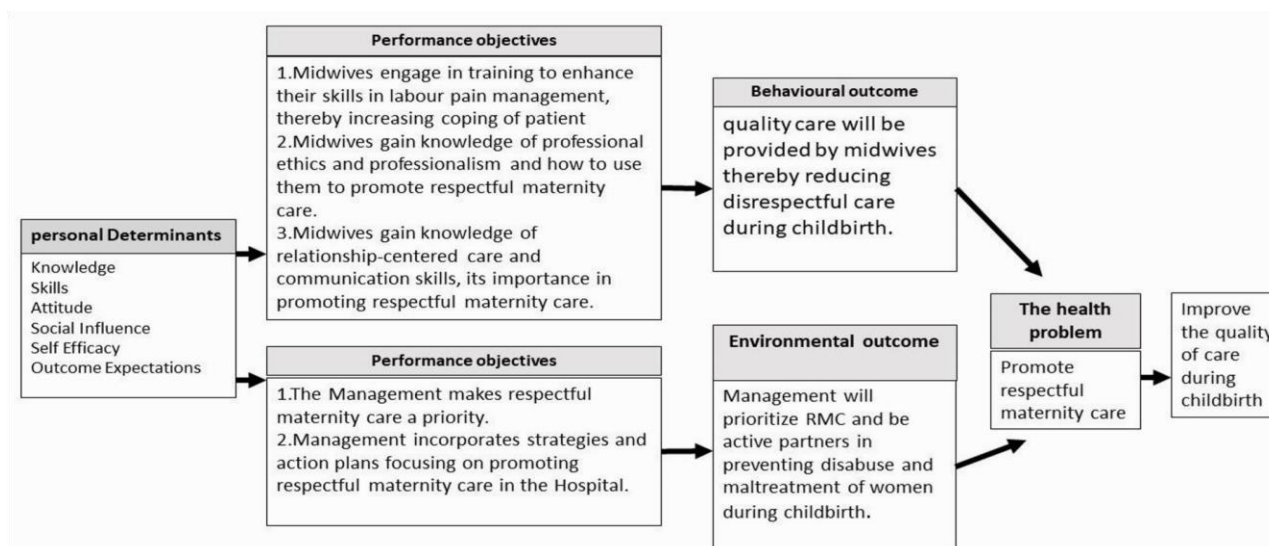 personal Determinants
Knowledge
Skills
Attitude
Social Influence
Self Efficacy
Outcome Expectations
Performance objectives
1.Midwives engage in training to enhance
their skills in labour pain management,
thereby increasing coping of patient
2.Midwives gain knowledge of professional
ethics and professionalism and how to use
them to promote respectful maternity
care.
3.Midwives gain knowledge of
relationship-centered care and
communication skills, its importance in
promoting respectful maternity care.
Performance objectives
1.The Management makes respectful
maternity care a priority.
2.Management incorporates strategies and
action plans focusing on promoting
respectful maternity care in the Hospital.
Behavioural outcome
quality care will be
provided by midwives
thereby reducing
disrespectful care
during childbirth.
Environmental outcome
Management will
prioritize RMC and be
active partners in
preventing disabuse and
maltreatment of women
during childbirth.
The health
problem
Promote
respectful
maternity care
Improve
the quality
of care
during
childbirth